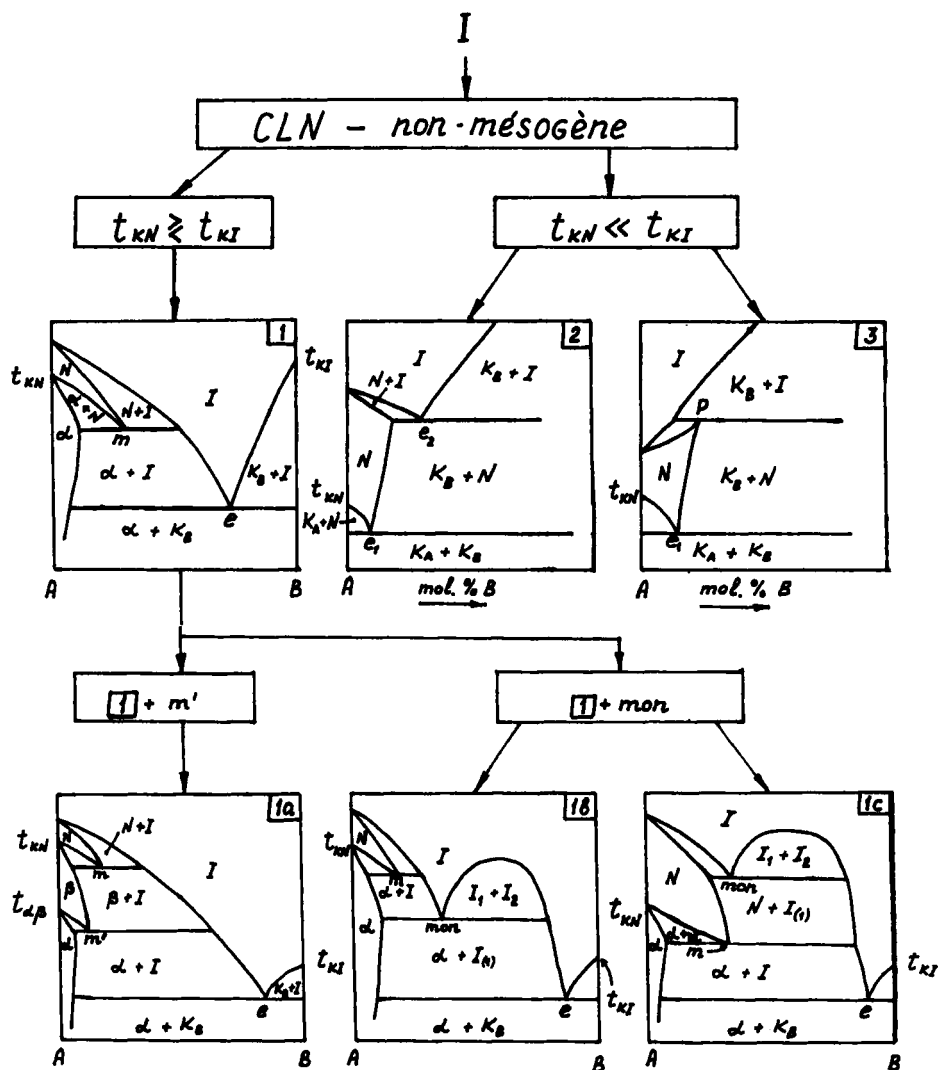 I
CLN – non-mésogène
t_KN ≷ t_KI
t_KN ≪ t_KI
1
t_KN
N
α+N
N+I
I
t_KI
α
m
α + I
K_B+I
e
α + K_B
A
B
2
I
K_B + I
N+I
e_2
N
K_B + N
t_KN
K_A+N
e_1
K_A + K_B
A
mol. % B
3
I
K_B + I
P
N
K_B + N
t_KN
e_1
K_A + K_B
A
mol. % B
1 + m'
1 + mon
1a
t_KN
N
N+I
I
m
β
β + I
t_αβ
α
m'
α + I
t_KI
K_B+I
e
α + K_B
A
B
1b
t_KN
N
I
m
α+I
I_1 + I_2
mon
α + I_(1)
t_KI
e
α + K_B
A
B
1c
I
I_1 + I_2
mon
N
N + I_(1)
t_KN
α+N
α
m
α + I
t_KI
e
α + K_B
A
B